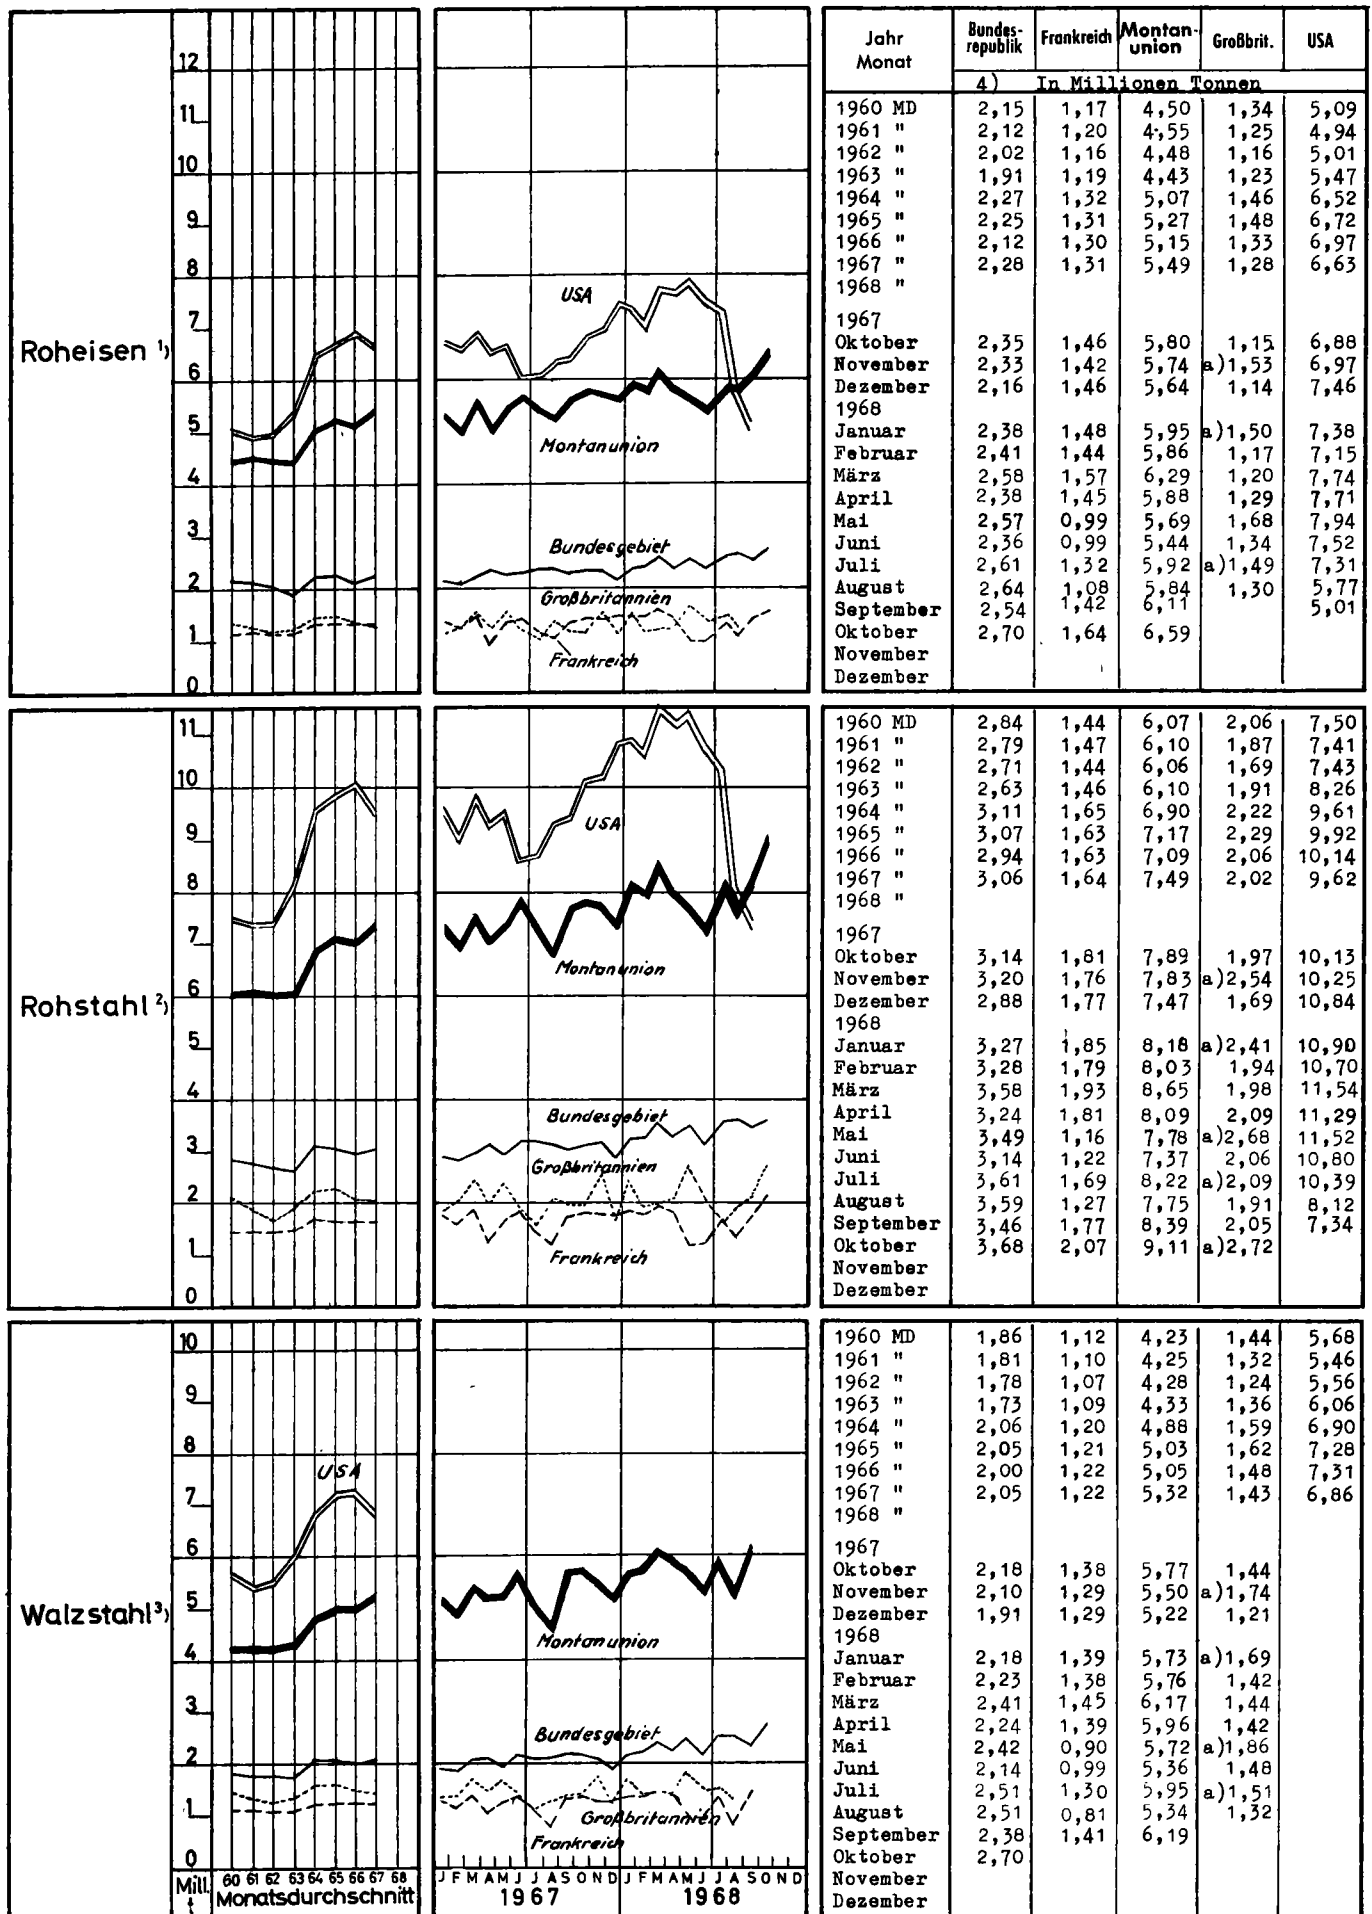 Jahr Monat | Bundes-republik | Frankreich | Montan-union | Großbrit. | USA
4) In Millionen Tonnen
Roheisen 1)
12
11
10
9
8
7
6
5
4
3
2
1
0
USA
Montanunion
Bundesgebiet
Großbritannien
Frankreich
1960 MD 2,15 1,17 4,50 1,34 5,09
1961 " 2,12 1,20 4,55 1,25 4,94
1962 " 2,02 1,16 4,48 1,16 5,01
1963 " 1,91 1,19 4,43 1,23 5,47
1964 " 2,27 1,32 5,07 1,46 6,52
1965 " 2,25 1,31 5,27 1,48 6,72
1966 " 2,12 1,30 5,15 1,33 6,97
1967 " 2,28 1,31 5,49 1,28 6,63
1968 "
1967
Oktober 2,35 1,46 5,80 1,15 6,88
November 2,33 1,42 5,74 a)1,53 6,97
Dezember 2,16 1,46 5,64 1,14 7,46
1968
Januar 2,38 1,48 5,95 a)1,50 7,38
Februar 2,41 1,44 5,86 1,17 7,15
März 2,58 1,57 6,29 1,20 7,74
April 2,38 1,45 5,88 1,29 7,71
Mai 2,57 0,99 5,69 1,68 7,94
Juni 2,36 0,99 5,44 1,34 7,52
Juli 2,61 1,32 5,92 a)1,49 7,31
August 2,64 1,08 5,84 1,30 5,77
September 2,54 1,42 6,11 5,01
Oktober 2,70 1,64 6,59
November
Dezember
Rohstahl 2)
11
10
9
8
7
6
5
4
3
2
1
0
USA
Montanunion
Bundesgebiet
Großbritannien
Frankreich
1960 MD 2,84 1,44 6,07 2,06 7,50
1961 " 2,79 1,47 6,10 1,87 7,41
1962 " 2,71 1,44 6,06 1,69 7,43
1963 " 2,63 1,46 6,10 1,91 8,26
1964 " 3,11 1,65 6,90 2,22 9,61
1965 " 3,07 1,63 7,17 2,29 9,92
1966 " 2,94 1,63 7,09 2,06 10,14
1967 " 3,06 1,64 7,49 2,02 9,62
1968 "
1967
Oktober 3,14 1,81 7,89 1,97 10,13
November 3,20 1,76 7,83 a)2,54 10,25
Dezember 2,88 1,77 7,47 1,69 10,84
1968
Januar 3,27 1,85 8,18 a)2,41 10,90
Februar 3,28 1,79 8,03 1,94 10,70
März 3,58 1,93 8,65 1,98 11,54
April 3,24 1,81 8,09 2,09 11,29
Mai 3,49 1,16 7,78 a)2,68 11,52
Juni 3,14 1,22 7,37 2,06 10,80
Juli 3,61 1,69 8,22 a)2,09 10,39
August 3,59 1,27 7,75 1,91 8,12
September 3,46 1,77 8,39 2,05 7,34
Oktober 3,68 2,07 9,11 a)2,72
November
Dezember
Walzstahl 3)
10
9
8
7
6
5
4
3
2
1
0
USA
Montanunion
Bundesgebiet
Großbritannien
Frankreich
1960 MD 1,86 1,12 4,23 1,44 5,68
1961 " 1,81 1,10 4,25 1,32 5,46
1962 " 1,78 1,07 4,28 1,24 5,56
1963 " 1,73 1,09 4,33 1,36 6,06
1964 " 2,06 1,20 4,88 1,59 6,90
1965 " 2,05 1,21 5,03 1,62 7,28
1966 " 2,00 1,22 5,05 1,48 7,31
1967 " 2,05 1,22 5,32 1,43 6,86
1968 "
1967
Oktober 2,18 1,38 5,77 1,44
November 2,10 1,29 5,50 a)1,74
Dezember 1,91 1,29 5,22 1,21
1968
Januar 2,18 1,39 5,73 a)1,69
Februar 2,23 1,38 5,76 1,42
März 2,41 1,45 6,17 1,44
April 2,24 1,39 5,96 1,42
Mai 2,42 0,90 5,72 a)1,86
Juni 2,14 0,99 5,36 1,48
Juli 2,51 1,30 5,95 a)1,51
August 2,51 0,81 5,34 1,32
September 2,38 1,41 6,19
Oktober 2,70
November
Dezember
Mill. t
60 61 62 63 64 65 66 67 68
Monatsdurchschnitt
J F M A M J J A S O N D J F M A M J J A S O N D
1967 1968